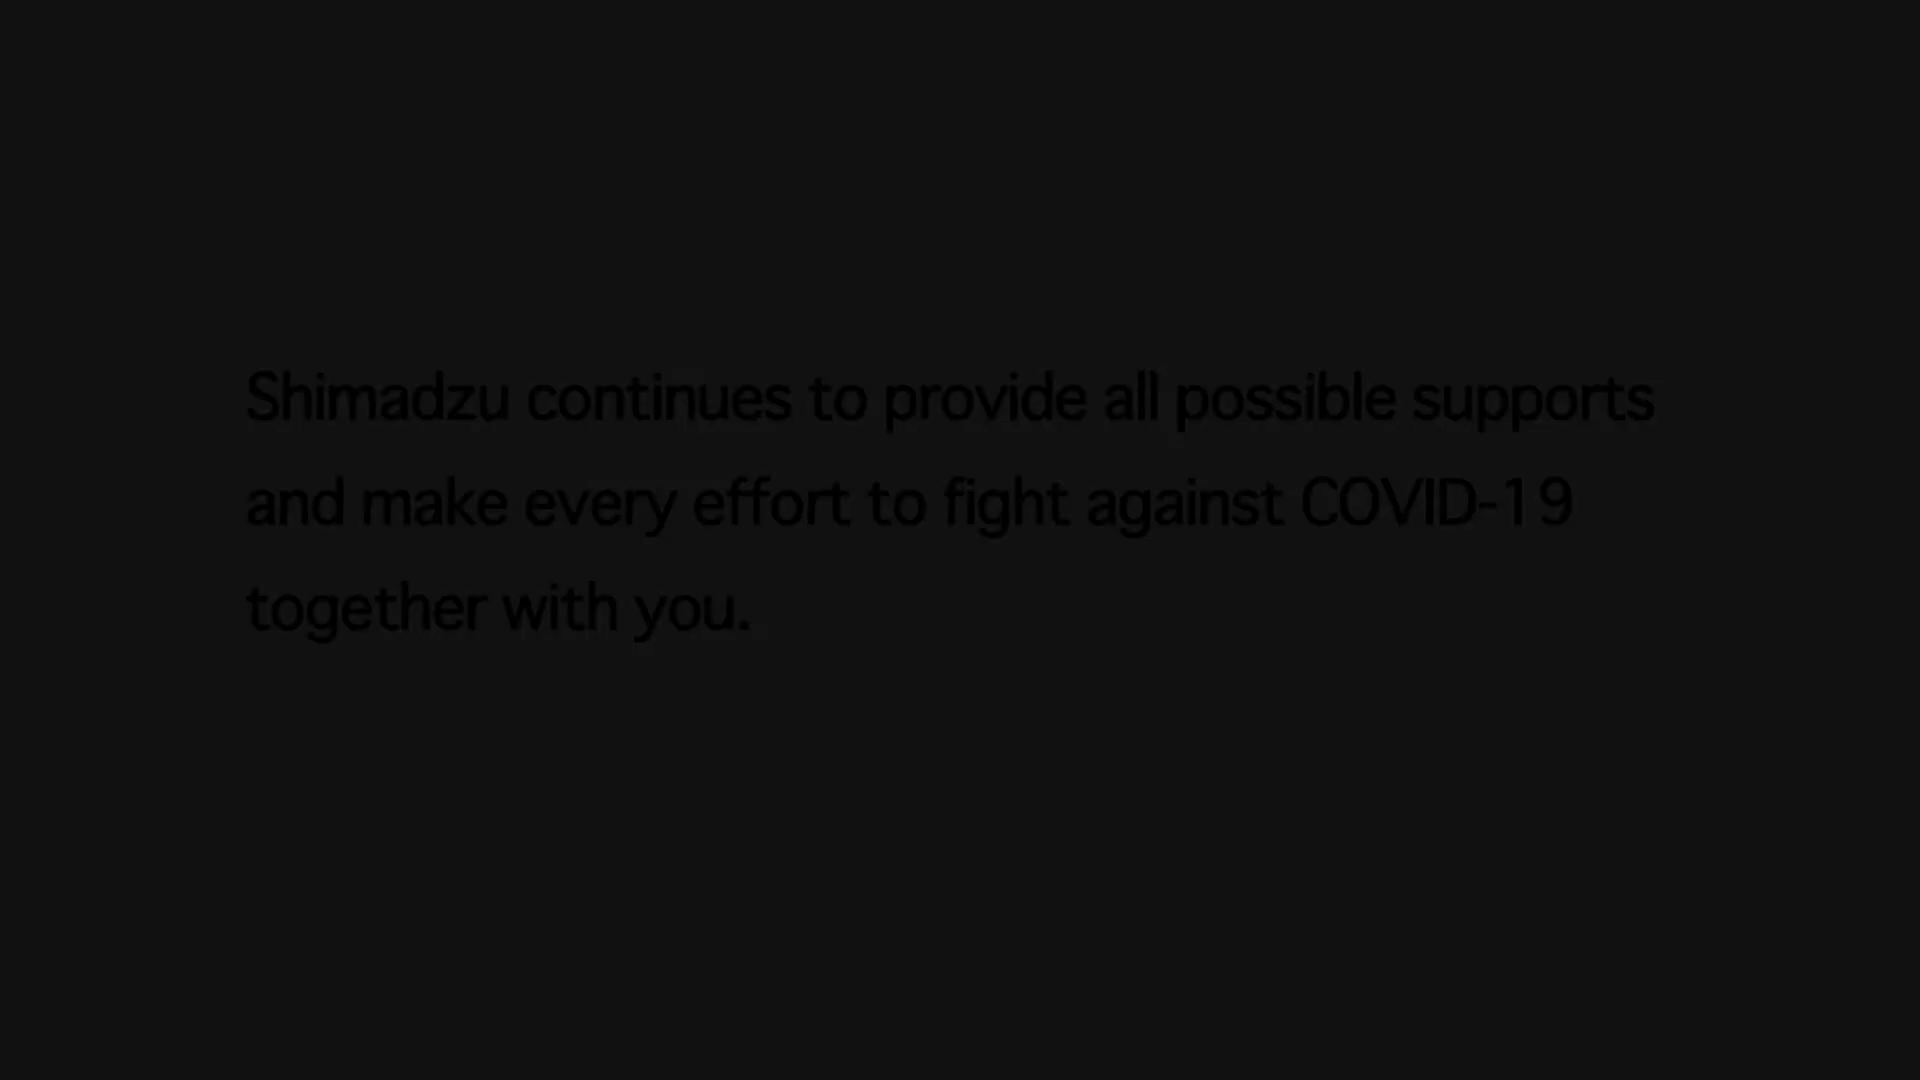 Shimadzu continues to provide all possible supports
and make every effort to fight against COVID-19
together with you.